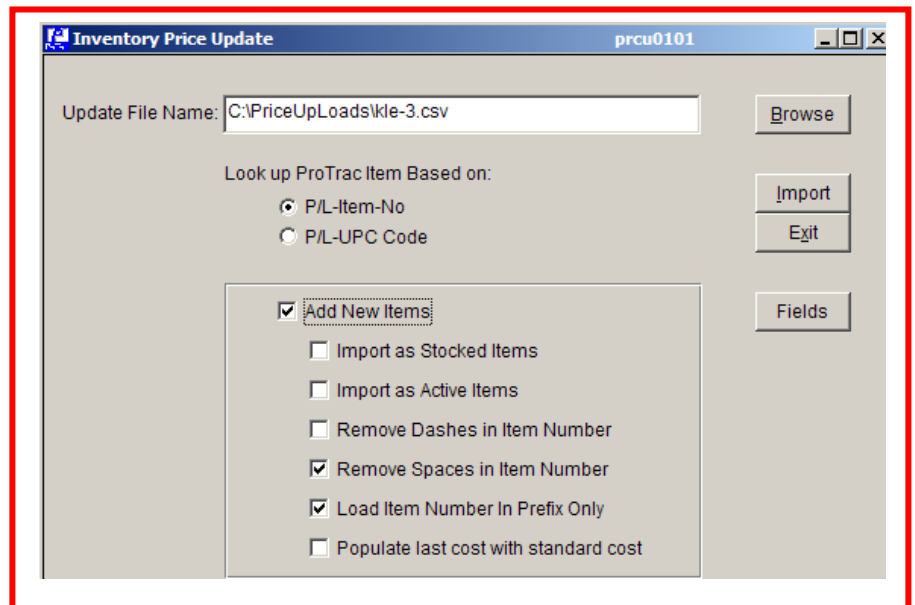 Inventory Price Update prcu0101
Update File Name: C:\PriceUpLoads\kle-3.csv Browse
Look up ProTrac Item Based on:
P/L-Item-No
P/L-UPC Code
Import
Exit
Add New Items
Fields
Import as Stocked Items
Import as Active Items
Remove Dashes in Item Number
Remove Spaces in Item Number
Load Item Number In Prefix Only
Populate last cost with standard cost